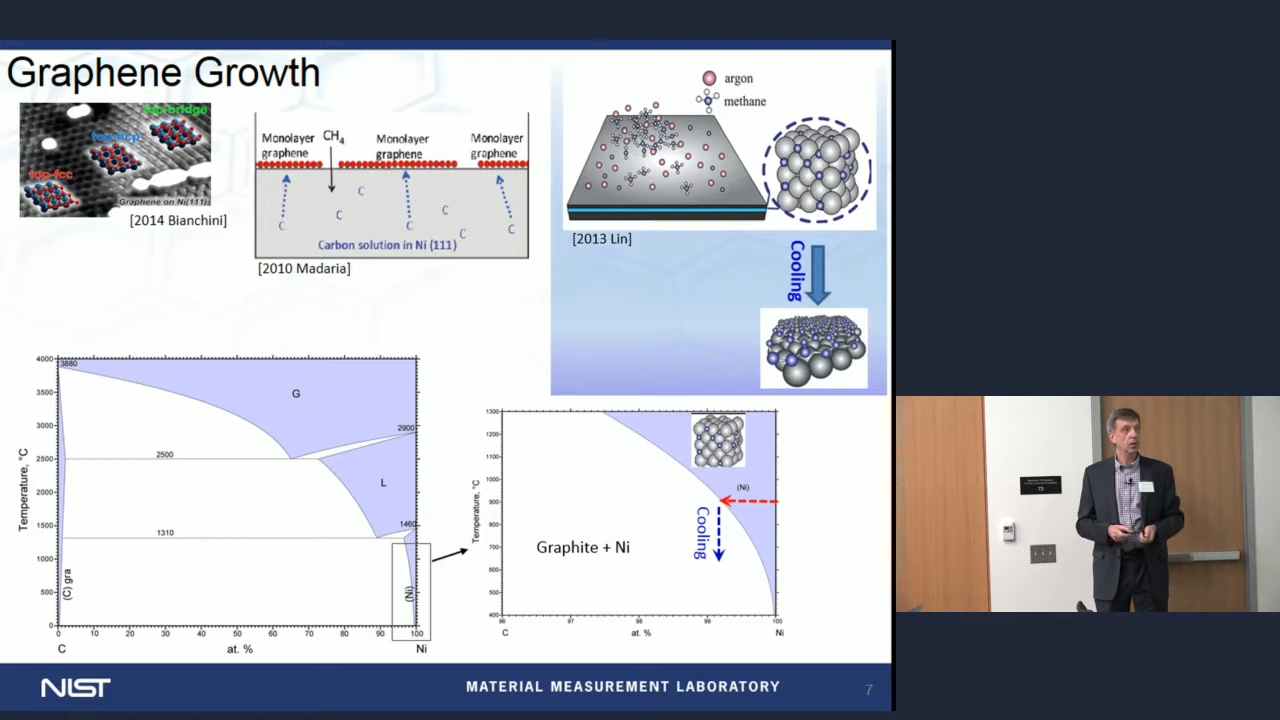 Graphene Growth
top-bridge
top-hcp
top-fcc
Graphene on Ni(111)
[2014 Bianchini]
Monolayer graphene
CH4
Monolayer graphene
Monolayer graphene
C
C
C
C
C
C
C
Carbon solution in Ni (111)
[2010 Madaria]
argon
methane
[2013 Lin]
Cooling
4000
3500
3000
2500
2000
1500
1000
500
0
Temperature, °C
3880
G
2900
2500
L
1460
1310
(C) gra
(Ni)
0 10 20 30 40 50 60 70 80 90 100
C at. % Ni
1300
1200
1100
1000
900
800
700
600
500
400
Temperature, °C
(Ni)
Cooling
Graphite + Ni
96 97 98 99 100
C at. % Ni
NIST
MATERIAL MEASUREMENT LABORATORY
7
73